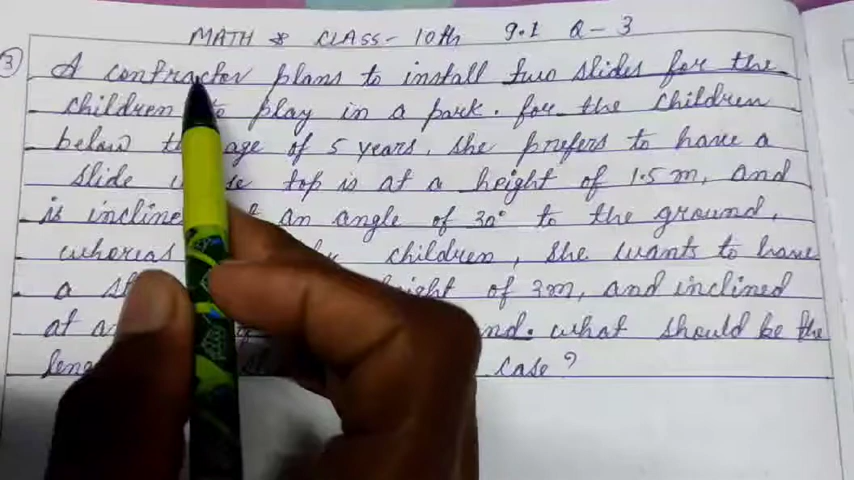 MATH * CLASS - 10th 9.1 Q - 3
3 A contractor plans to install two slides for the
children to play in a park. for the children
below the age of 5 years, she prefers to have a
slide top is at a height of 1.5 m, and
is incline an angle of 30° to the ground,
whereas children, she wants to have
a height of 3m, and inclined
at what should be the
case?